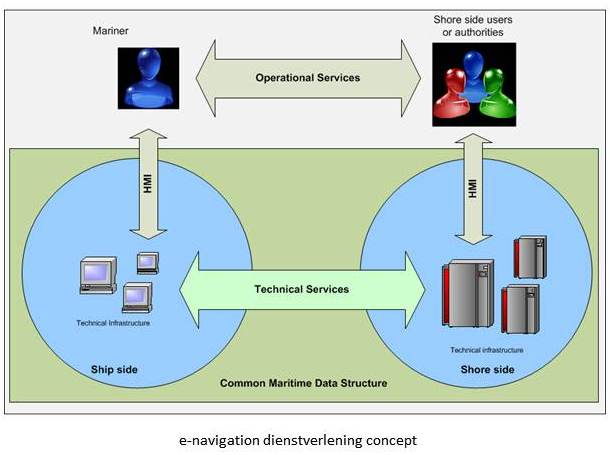 Mariner
Shore side users
or authorities
Operational Services
HMI
HMI
Technical Services
Technical Infrastructure
Technical infrastructure
Ship side
Shore side
Common Maritime Data Structure
e-navigation dienstverlening concept